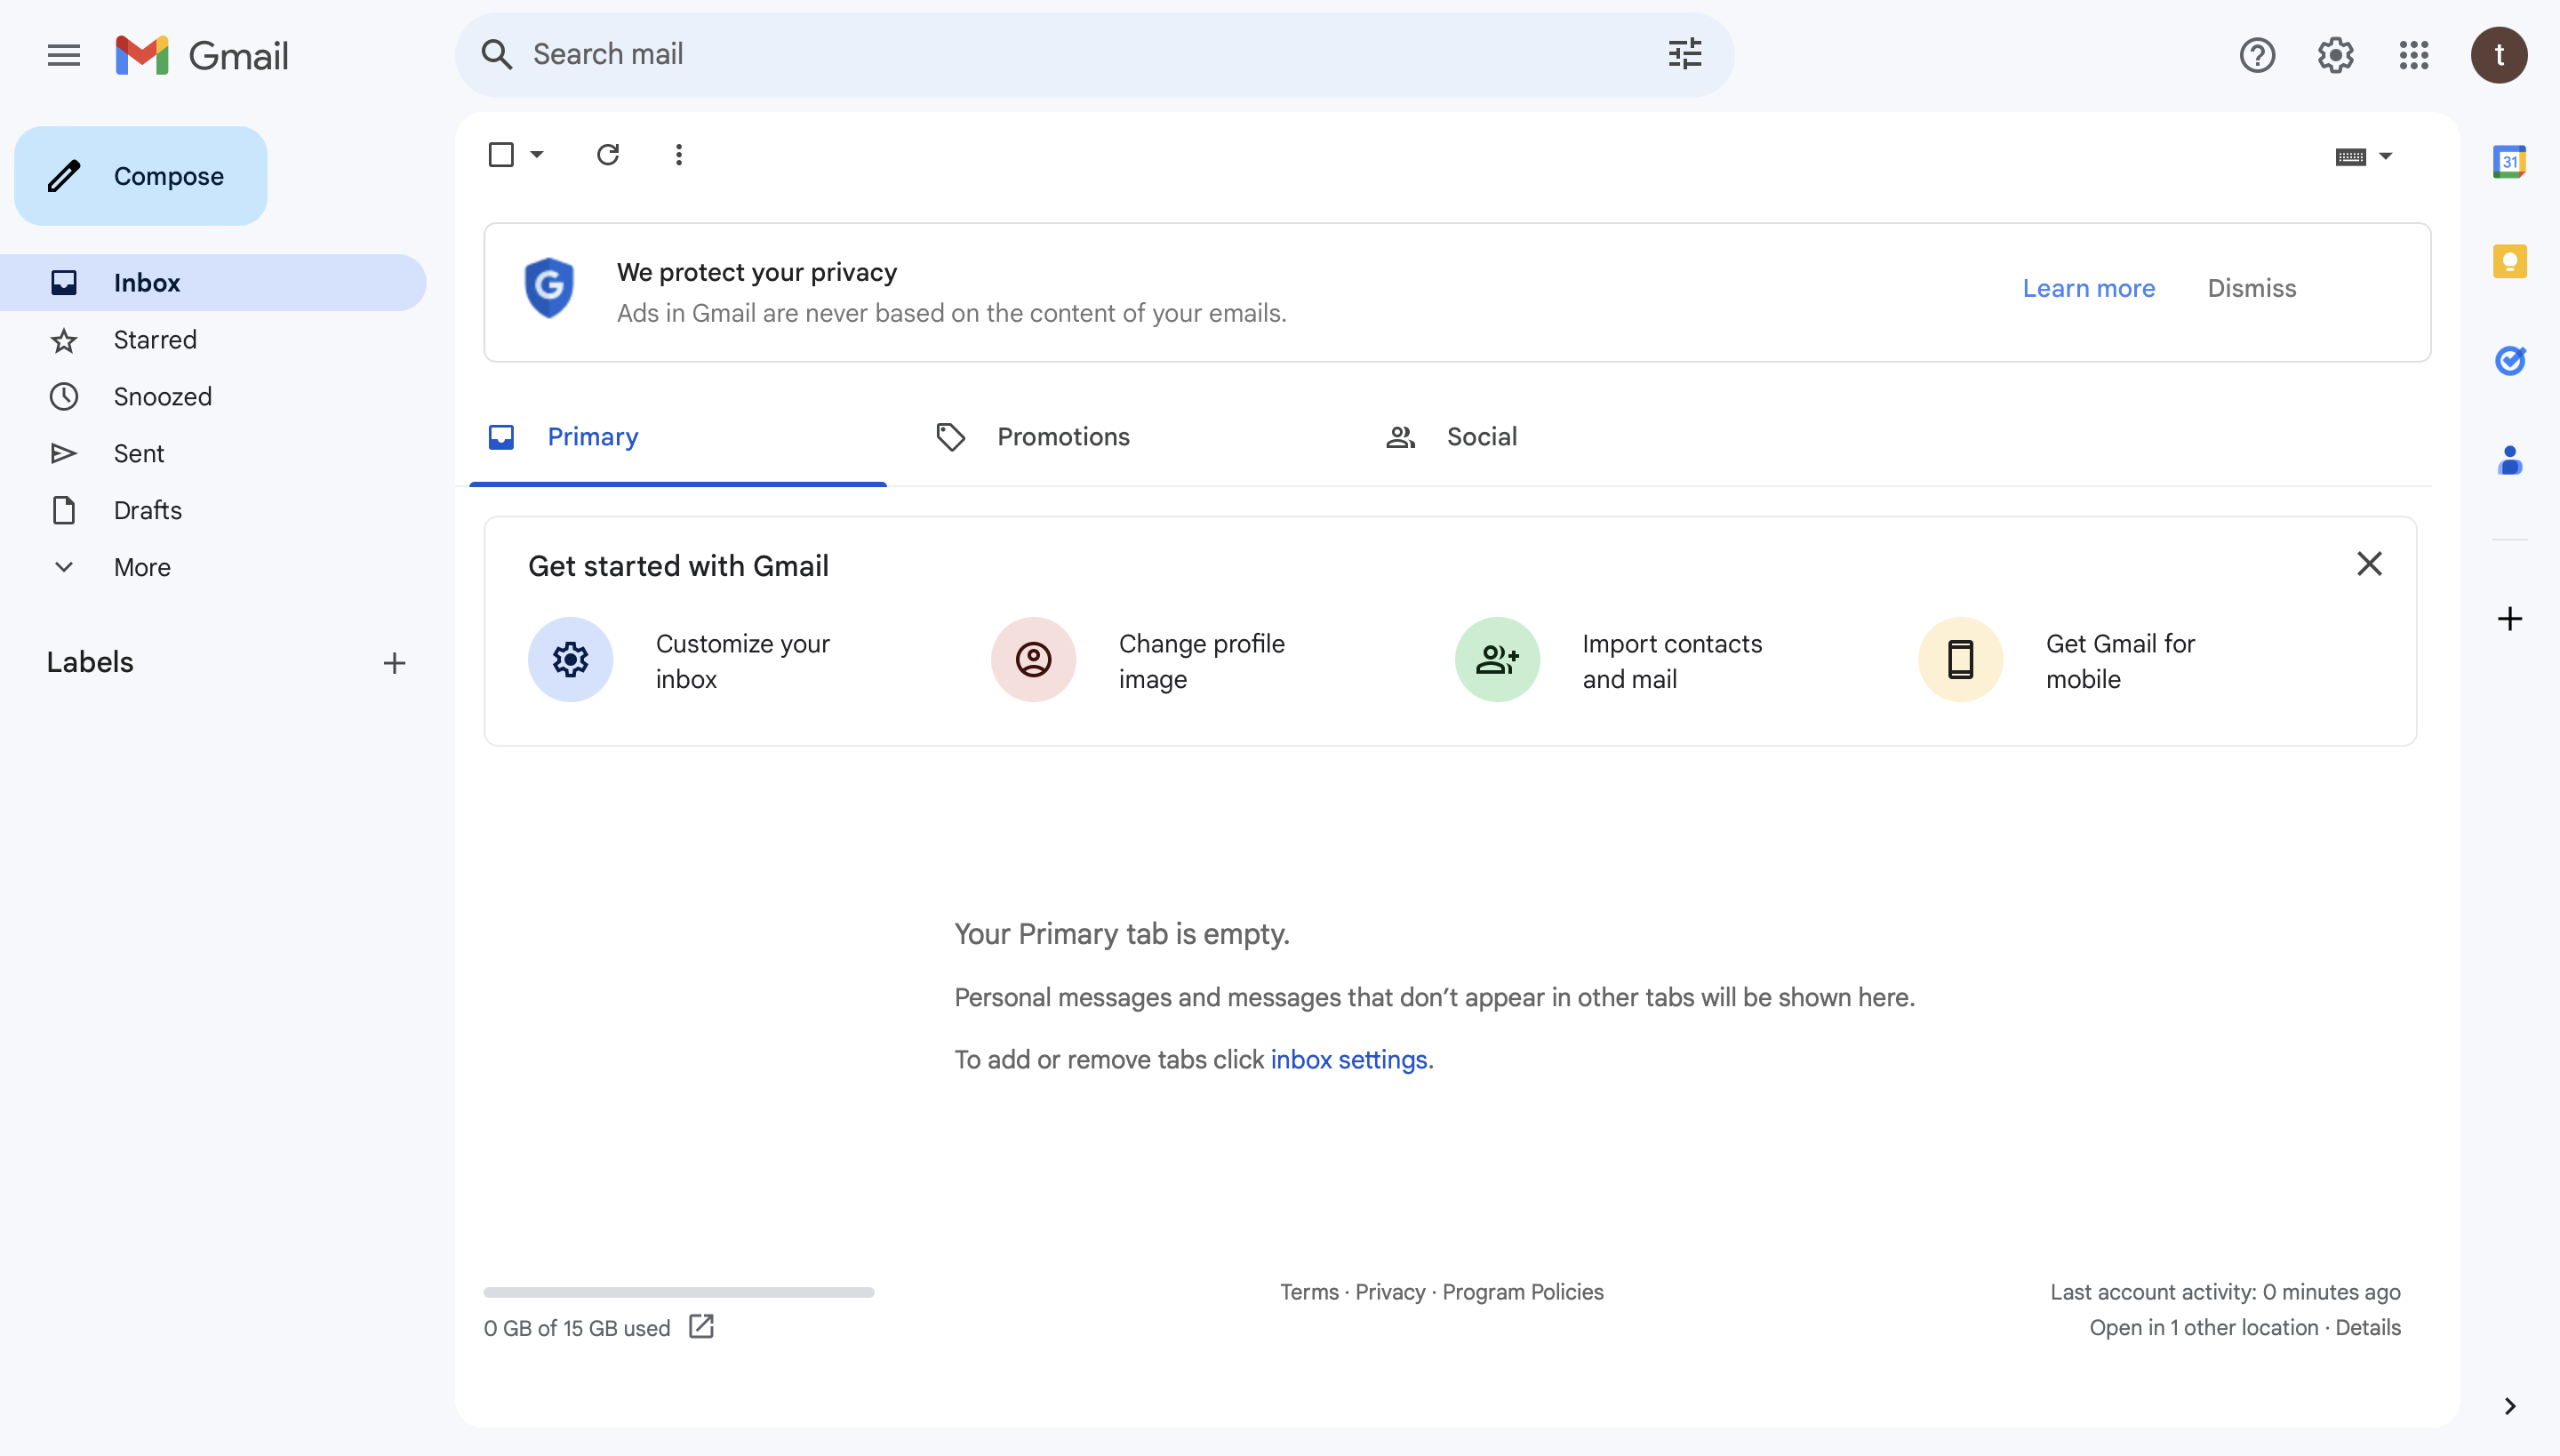 Gmail
Search mail
t
Compose
Inbox
Starred
Snoozed
Sent
Drafts
More
Labels
We protect your privacy
Ads in Gmail are never based on the content of your emails.
Learn more
Dismiss
Primary
Promotions
Social
Get started with Gmail
Customize your
inbox
Change profile
image
Import contacts
and mail
Get Gmail for
mobile
Your Primary tab is empty.
Personal messages and messages that don’t appear in other tabs will be shown here.
To add or remove tabs click inbox settings.
0 GB of 15 GB used
Terms · Privacy · Program Policies
Last account activity: 0 minutes ago
Open in 1 other location · Details
31
G